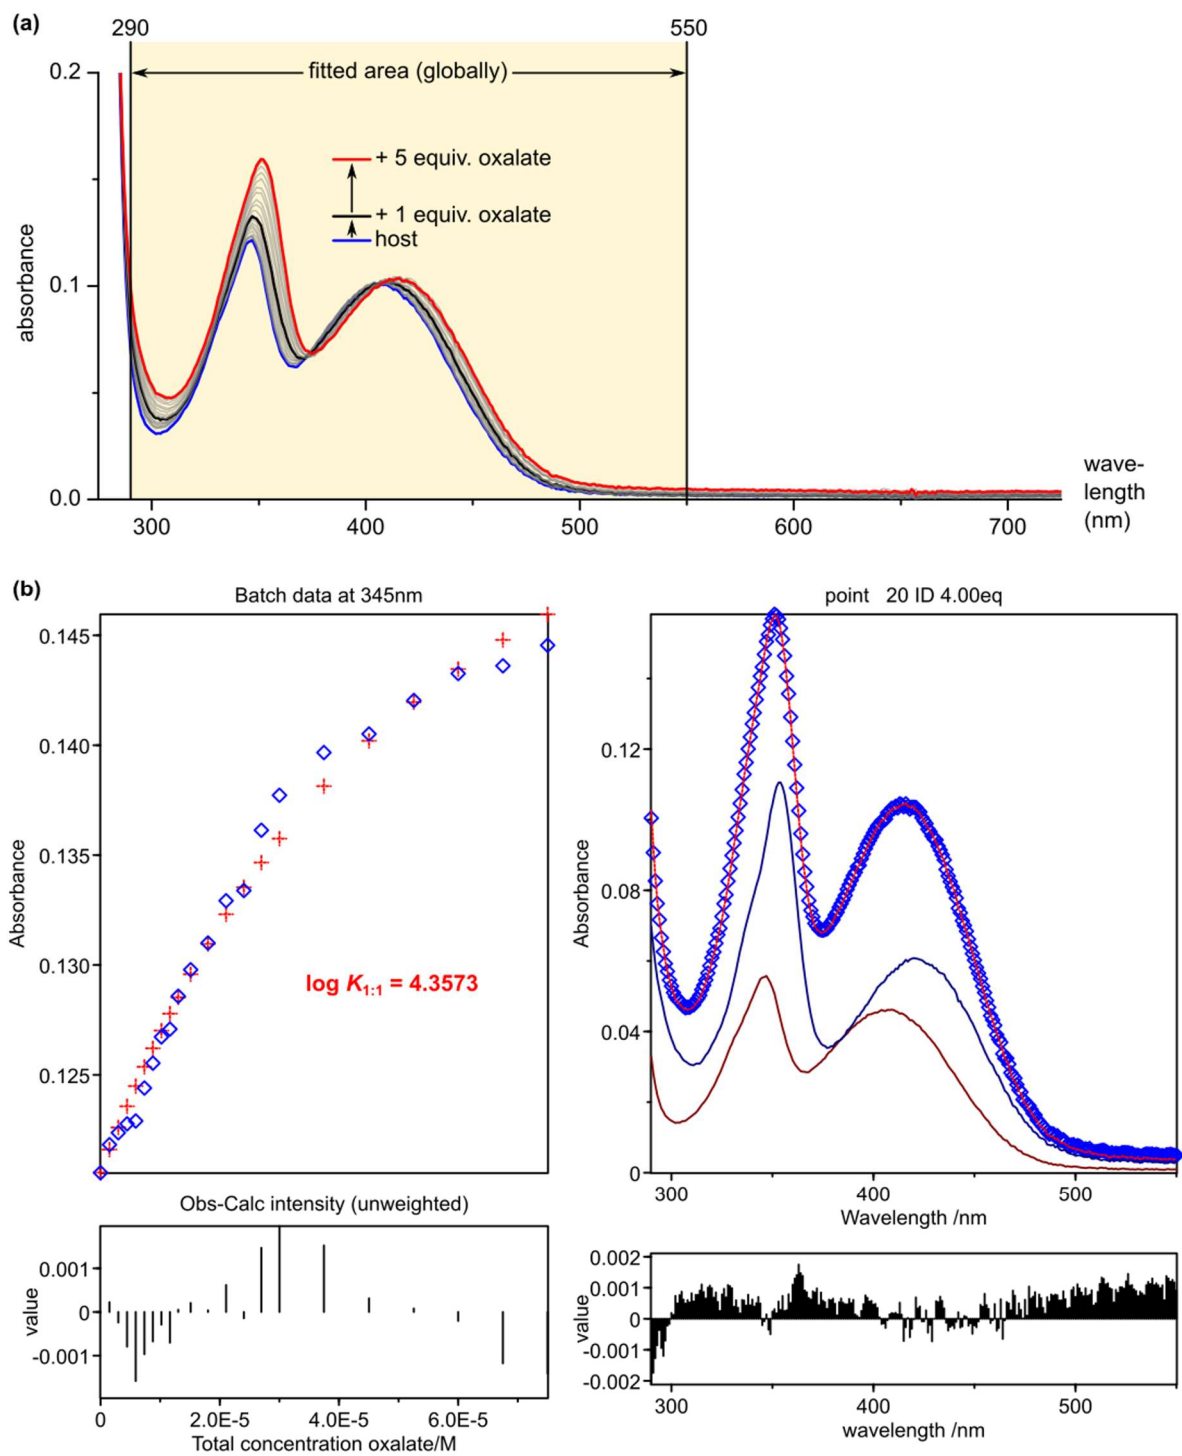 (a)
290
550
fitted area (globally)
0.2
+ 5 equiv. oxalate
+ 1 equiv. oxalate
host
absorbance
0.1
0.0
300
400
500
600
700
wave-
length
(nm)
(b)
Batch data at 345nm
0.145
0.140
0.135
0.130
0.125
Absorbance
log K1:1 = 4.3573
Obs-Calc intensity (unweighted)
0.001
0
-0.001
value
0
2.0E-5
4.0E-5
6.0E-5
Total concentration oxalate/M
point 20 ID 4.00eq
0.12
0.08
0.04
0
Absorbance
300
400
500
Wavelength /nm
0.002
0.001
0
-0.001
-0.002
value
300
400
500
wavelength /nm